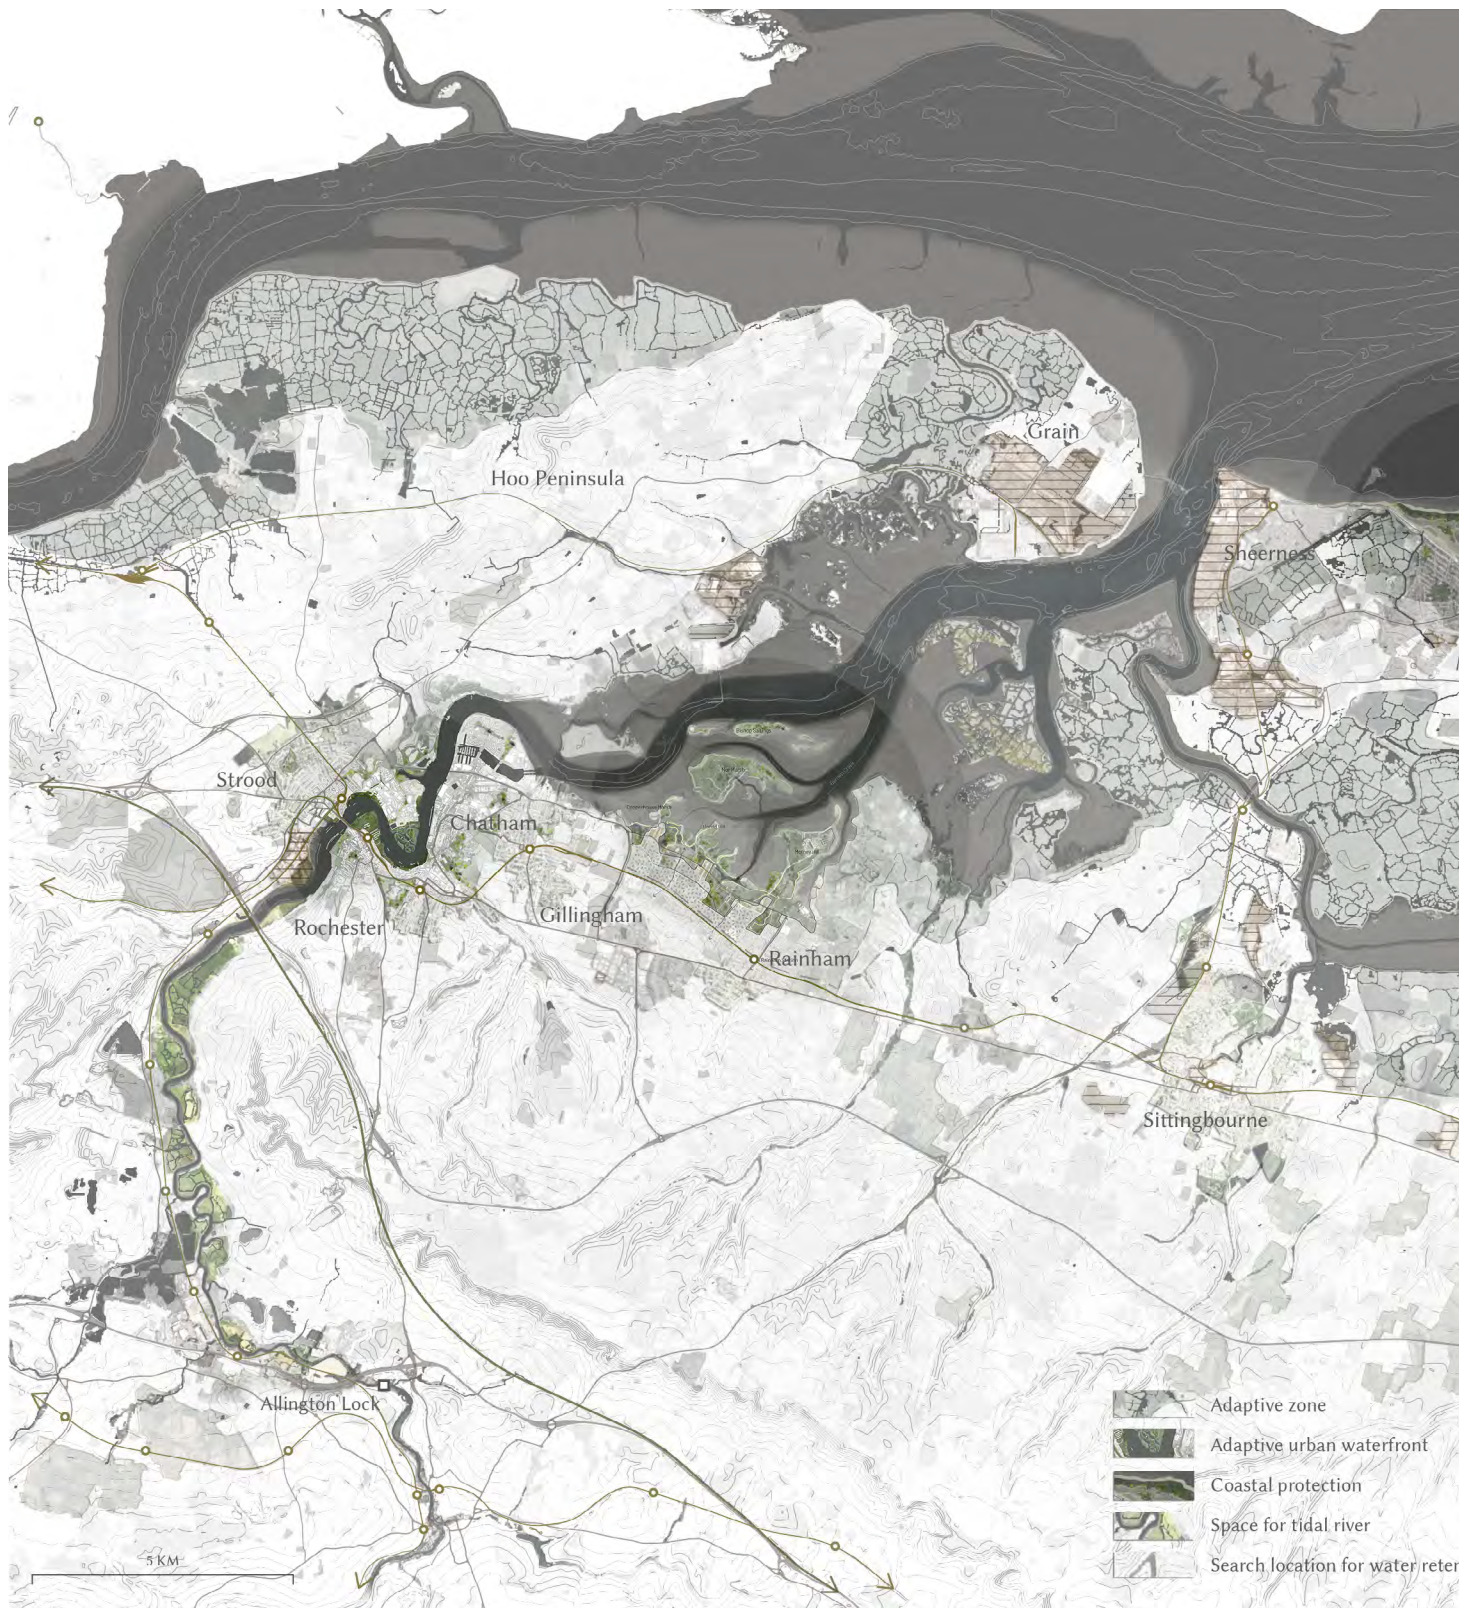 Grain
Hoo Peninsula
Sheerness
Strood
Chatham
Gillingham
Rochester
Rainham
Sittingbourne
Allington Lock
Adaptive zone
Adaptive urban waterfront
Coastal protection
Space for tidal river
Search location for water reten
5 KM